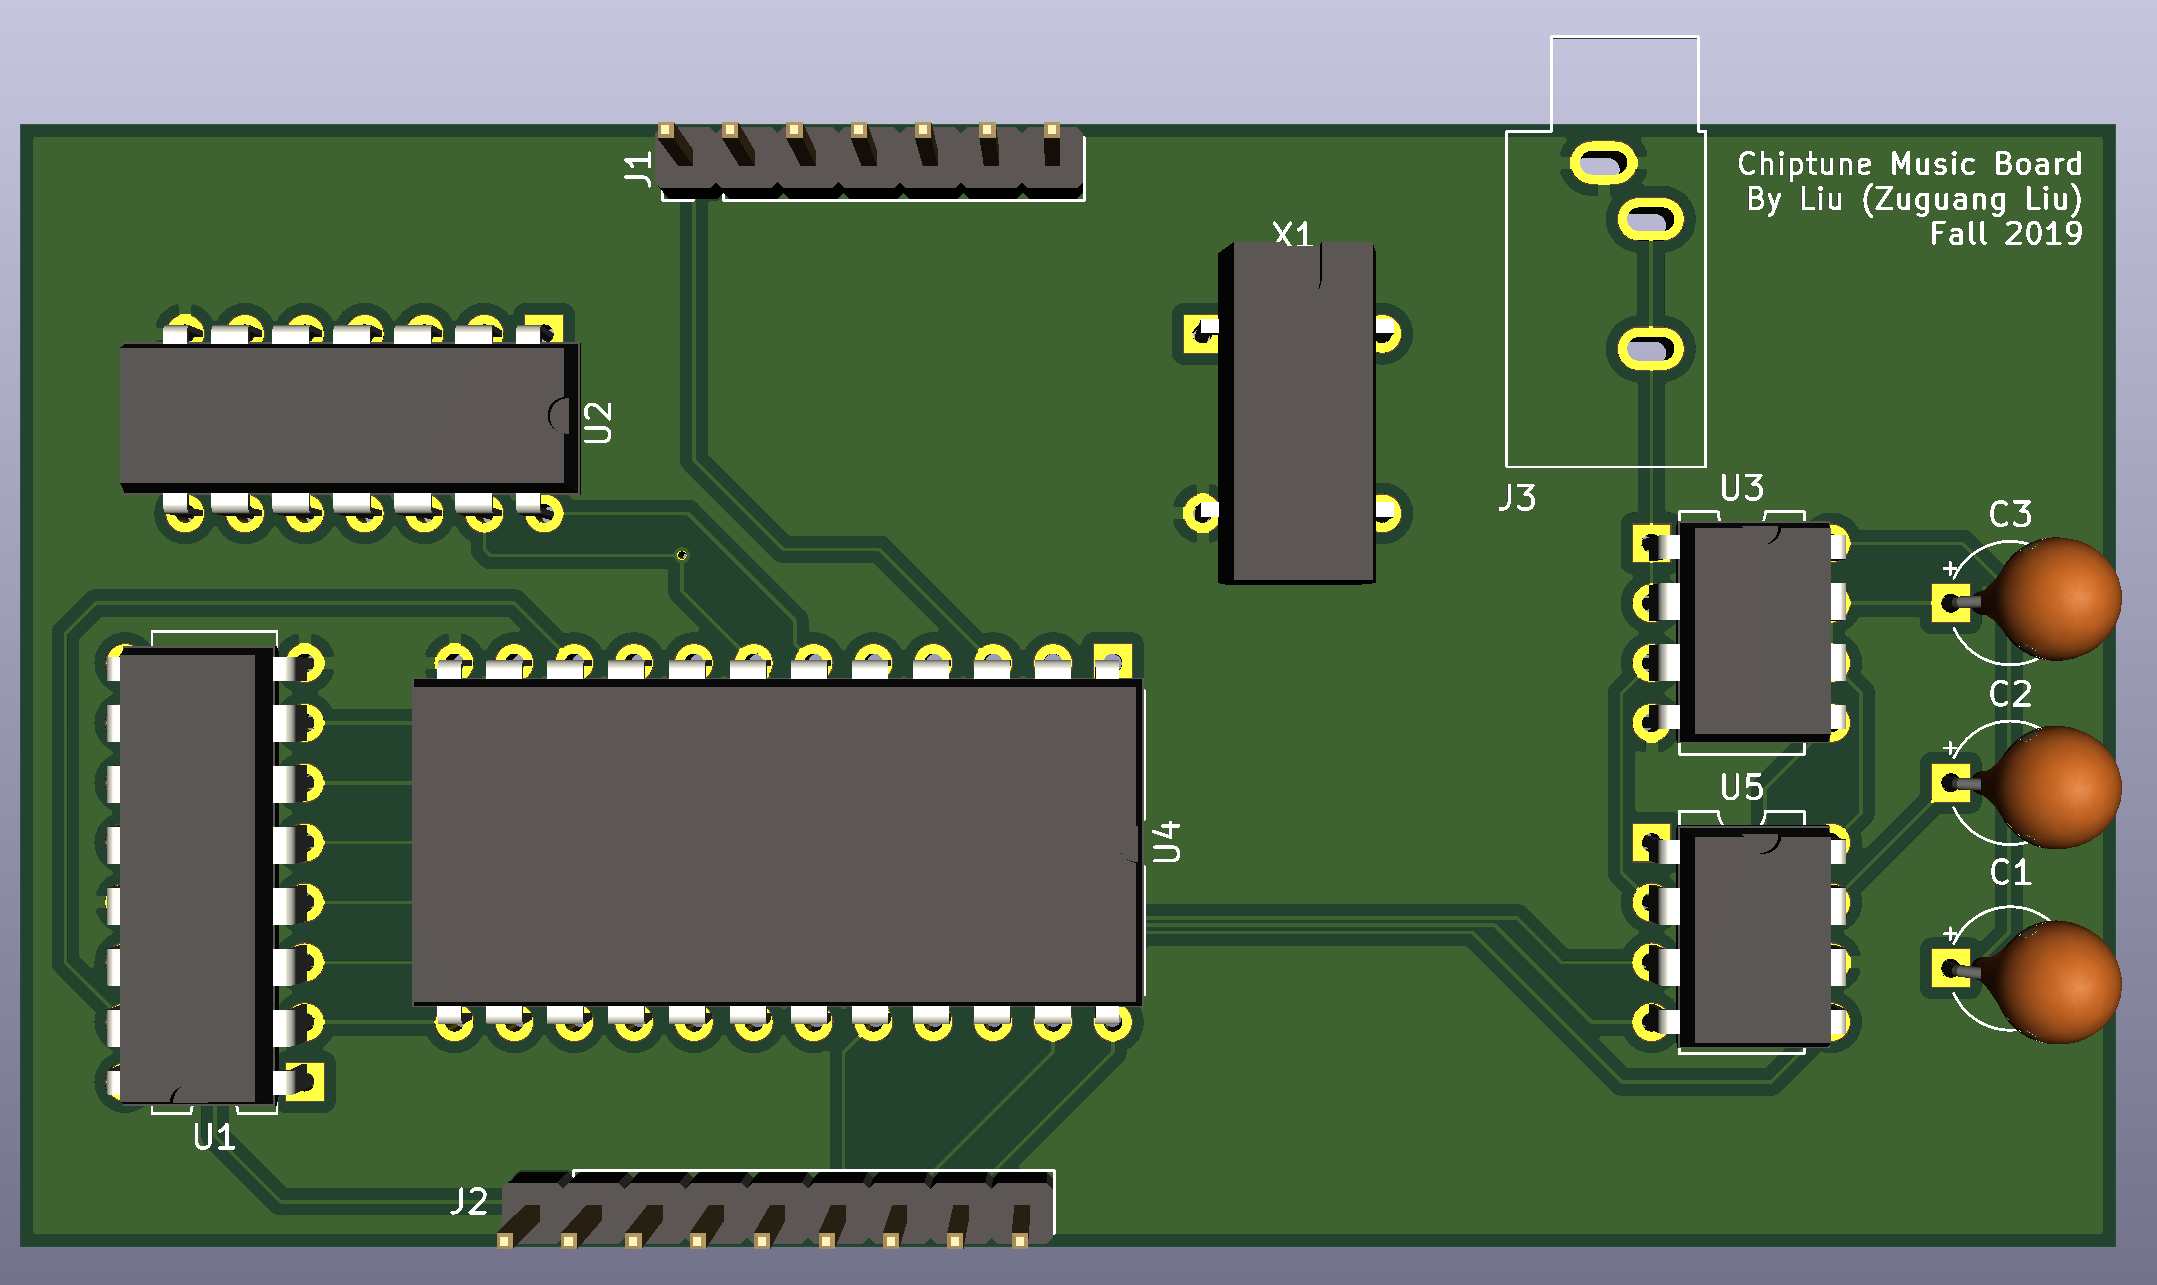 J1
Chiptune Music Board
By Liu (Zuguang Liu)
Fall 2019
X1
U2
J3
U3
C3
+
C2
+
U5
U4
C1
+
U1
J2